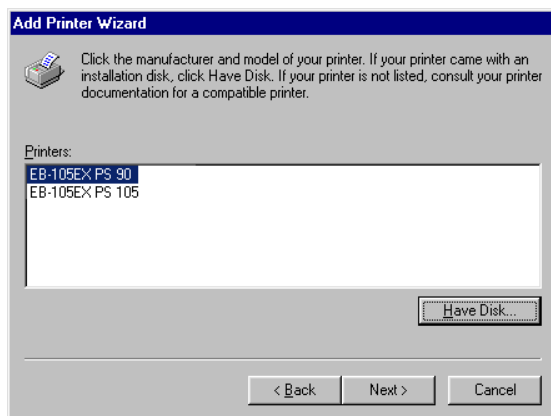 Add Printer Wizard
Click the manufacturer and model of your printer. If your printer came with an
installation disk, click Have Disk. If your printer is not listed, consult your printer
documentation for a compatible printer.
Printers:
EB-105EX PS 90
EB-105EX PS 105
Have Disk...
< Back
Next >
Cancel